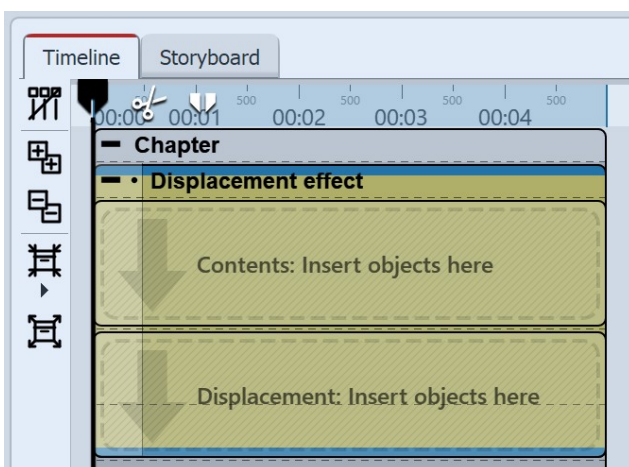 Timeline Storyboard
500 500 500 500
00:00 00:01 00:02 00:03 00:04
Chapter
Displacement effect
Contents: Insert objects here
Displacement: Insert objects here